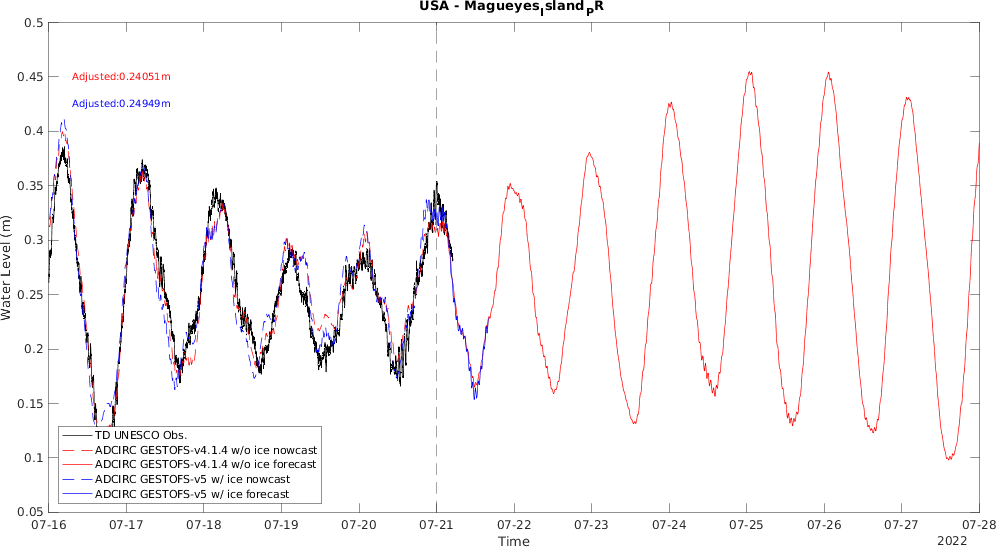 USA - Magueyes_Island_PR
0.5
0.45
0.4
0.35
0.3
0.25
0.2
0.15
0.1
0.05
Water Level (m)
Adjusted:0.24051m
Adjusted:0.24949m
TD UNESCO Obs.
ADCIRC GESTOFS-v4.1.4 w/o ice nowcast
ADCIRC GESTOFS-v4.1.4 w/o ice forecast
ADCIRC GESTOFS-v5 w/ ice nowcast
ADCIRC GESTOFS-v5 w/ ice forecast
07-16 07-17 07-18 07-19 07-20 07-21 07-22 07-23 07-24 07-25 07-26 07-27 07-28
Time
2022